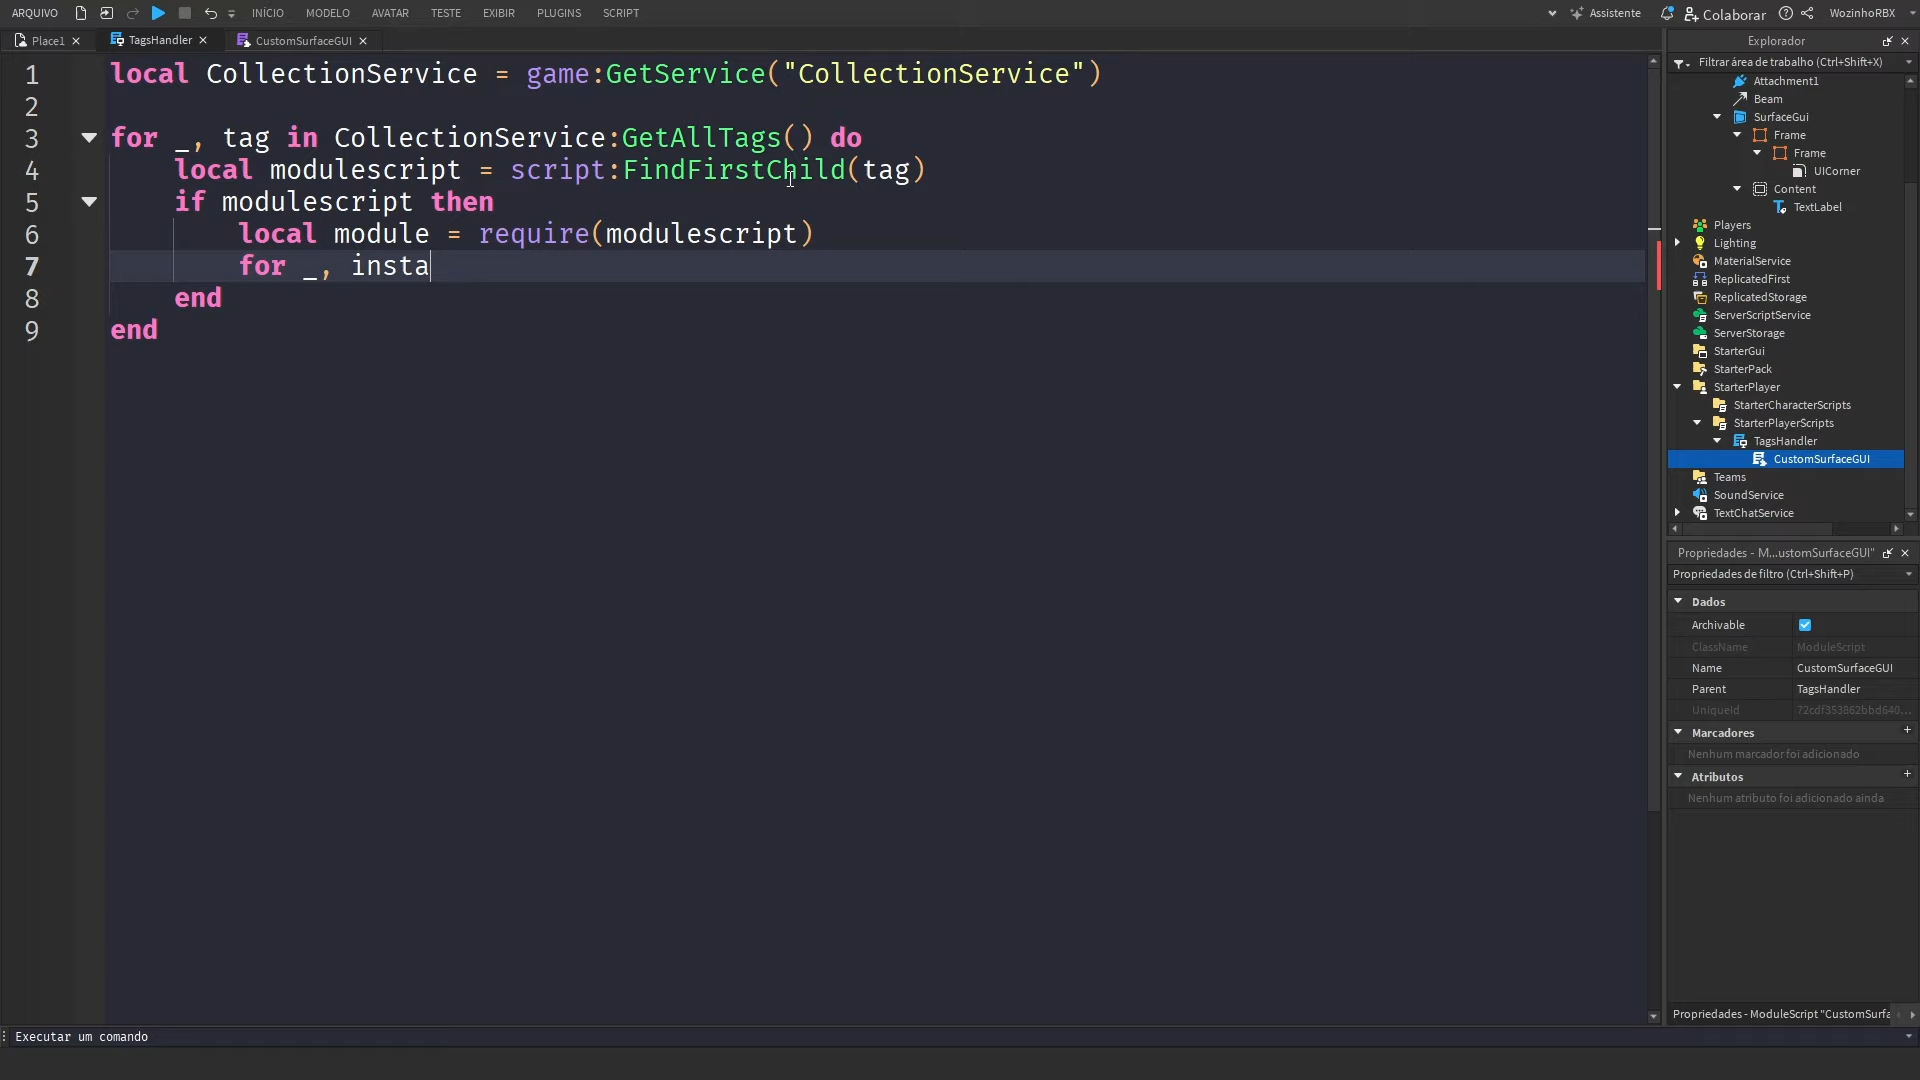 ARQUIVO INÍCIO MODELO AVATAR TESTE EXIBIR PLUGINS SCRIPT Assistente Colaborar WozinhoRBX
Place1 TagsHandler CustomSurfaceGUI
1 local CollectionService = game:GetService("CollectionService")
2
3 for _, tag in CollectionService:GetAllTags() do
4 local modulescript = script:FindFirstChild(tag)
5 if modulescript then
6 local module = require(modulescript)
7 for _, insta
8 end
9 end
Explorador
Filtrar área de trabalho (Ctrl+Shift+X)
Attachment1
Beam
SurfaceGui
Frame
Frame
UICorner
Content
TextLabel
Players
Lighting
MaterialService
ReplicatedFirst
ReplicatedStorage
ServerScriptService
ServerStorage
StarterGui
StarterPack
StarterPlayer
StarterCharacterScripts
StarterPlayerScripts
TagsHandler
CustomSurfaceGUI
Teams
SoundService
TextChatService
Propriedades - M...ustomSurfaceGUI"
Propriedades de filtro (Ctrl+Shift+P)
Dados
Archivable
ClassName ModuleScript
Name CustomSurfaceGUI
Parent TagsHandler
UniqueId 72cdf353862bbd640...
Marcadores +
Nenhum marcador foi adicionado
Atributos +
Nenhum atributo foi adicionado ainda
Propriedades - ModuleScript "CustomSurfa
Executar um comando